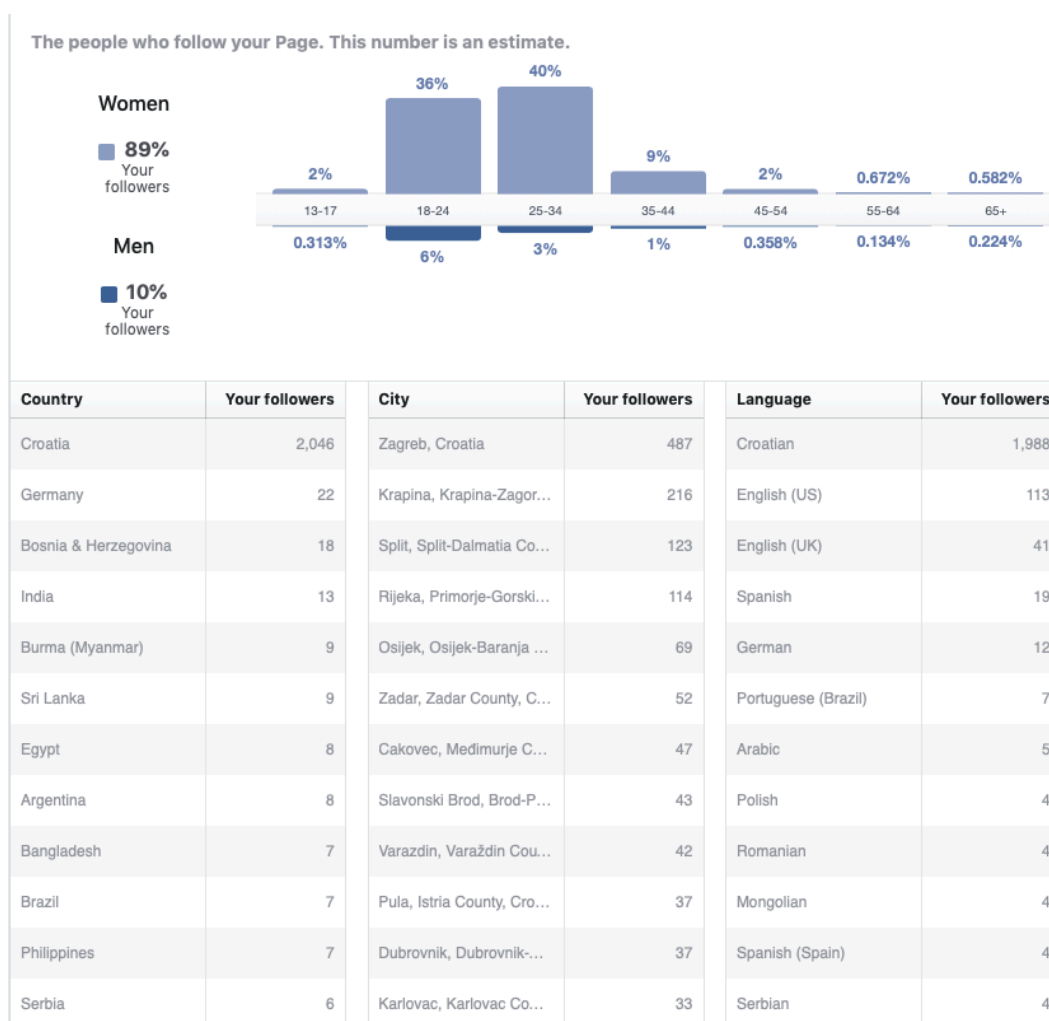 The people who follow your Page. This number is an estimate.
Women
89%
Your
followers
2%
36%
40%
9%
2%
0.672%
0.582%
13-17
18-24
25-34
35-44
45-54
55-64
65+
Men
10%
Your
followers
0.313%
6%
3%
1%
0.358%
0.134%
0.224%
Country Your followers City Your followers Language Your followers
Croatia 2,046 Zagreb, Croatia 487 Croatian 1,988
Germany 22 Krapina, Krapina-Zagor... 216 English (US) 113
Bosnia & Herzegovina 18 Split, Split-Dalmatia Co... 123 English (UK) 41
India 13 Rijeka, Primorje-Gorski... 114 Spanish 19
Burma (Myanmar) 9 Osijek, Osijek-Baranja ... 69 German 12
Sri Lanka 9 Zadar, Zadar County, C... 52 Portuguese (Brazil) 7
Egypt 8 Cakovec, Međimurje C... 47 Arabic 5
Argentina 8 Slavonski Brod, Brod-P... 43 Polish 4
Bangladesh 7 Varazdin, Varaždin Cou... 42 Romanian 4
Brazil 7 Pula, Istria County, Cro... 37 Mongolian 4
Philippines 7 Dubrovnik, Dubrovnik-... 37 Spanish (Spain) 4
Serbia 6 Karlovac, Karlovac Co... 33 Serbian 4